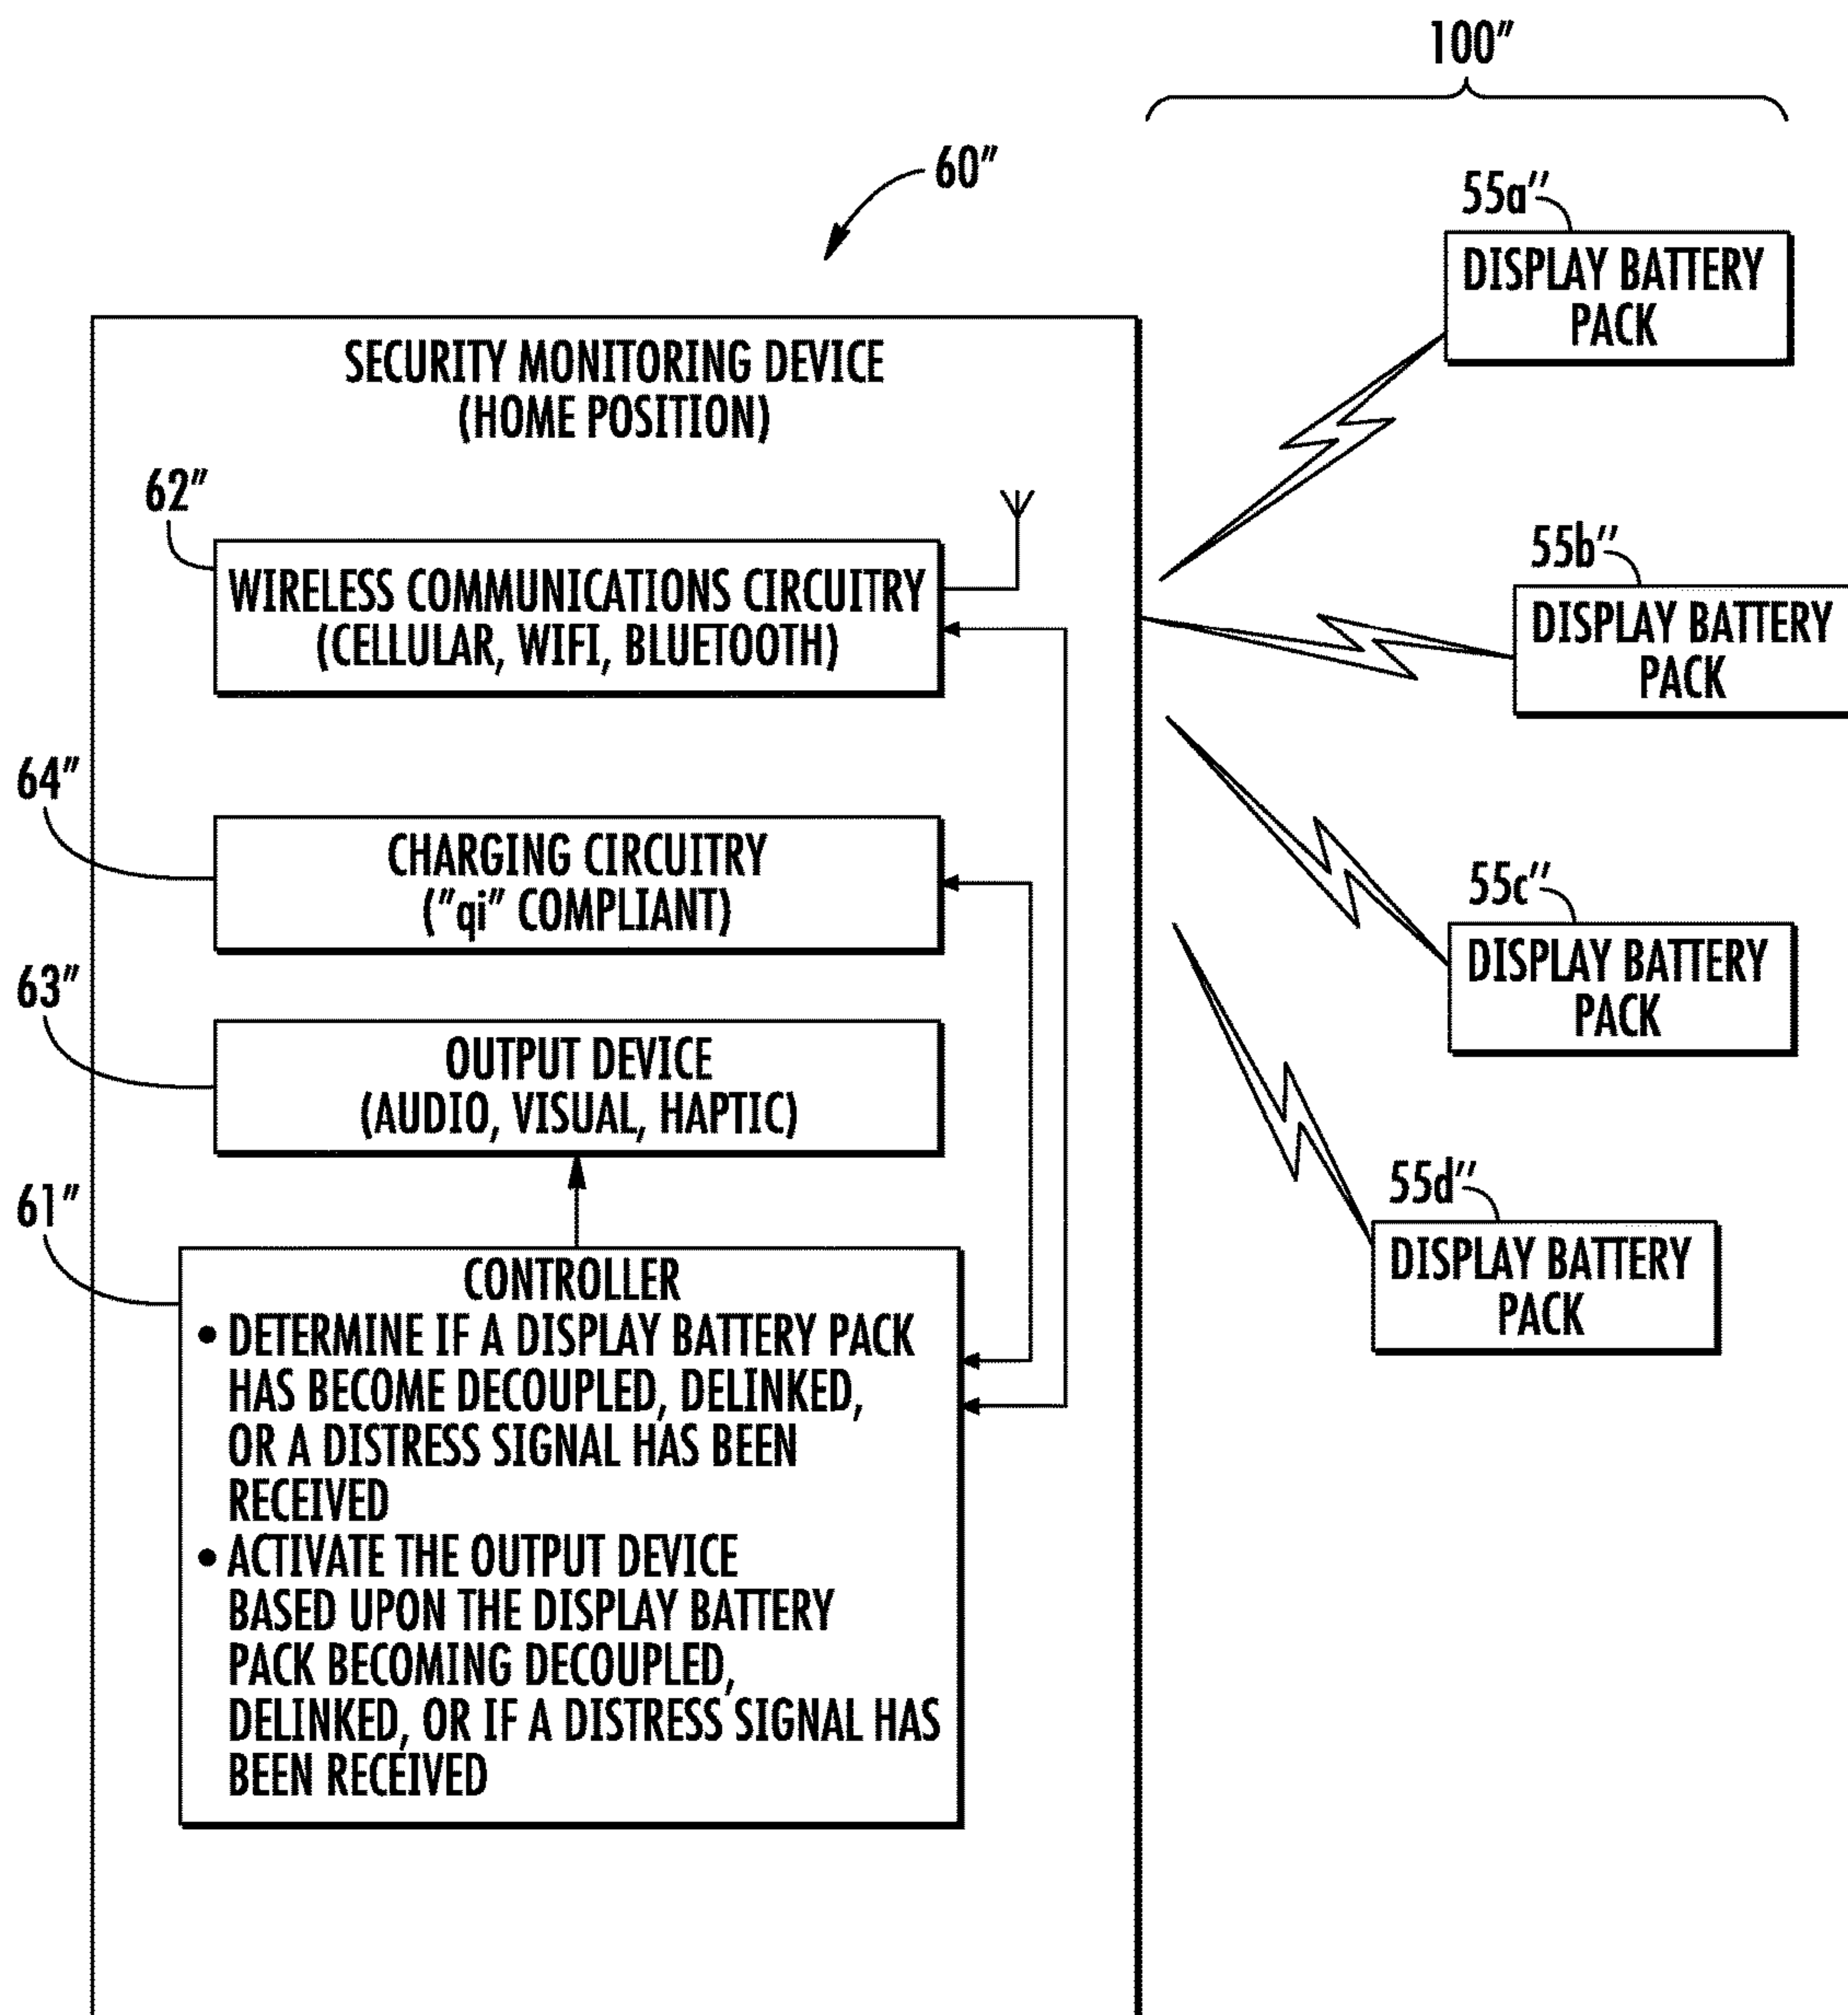 100"
60"
55a''
DISPLAY BATTERY
PACK
SECURITY MONITORING DEVICE
(HOME POSITION)
62"
WIRELESS COMMUNICATIONS CIRCUITRY
(CELLULAR, WIFI, BLUETOOTH)
55b''
DISPLAY BATTERY
PACK
64"
CHARGING CIRCUITRY
("qi" COMPLIANT)
55c''
DISPLAY BATTERY
PACK
63"
OUTPUT DEVICE
(AUDIO, VISUAL, HAPTIC)
55d''
DISPLAY BATTERY
PACK
61"
CONTROLLER
• DETERMINE IF A DISPLAY BATTERY PACK
HAS BECOME DECOUPLED, DELINKED,
OR A DISTRESS SIGNAL HAS BEEN
RECEIVED
• ACTIVATE THE OUTPUT DEVICE
BASED UPON THE DISPLAY BATTERY
PACK BECOMING DECOUPLED,
DELINKED, OR IF A DISTRESS SIGNAL HAS
BEEN RECEIVED